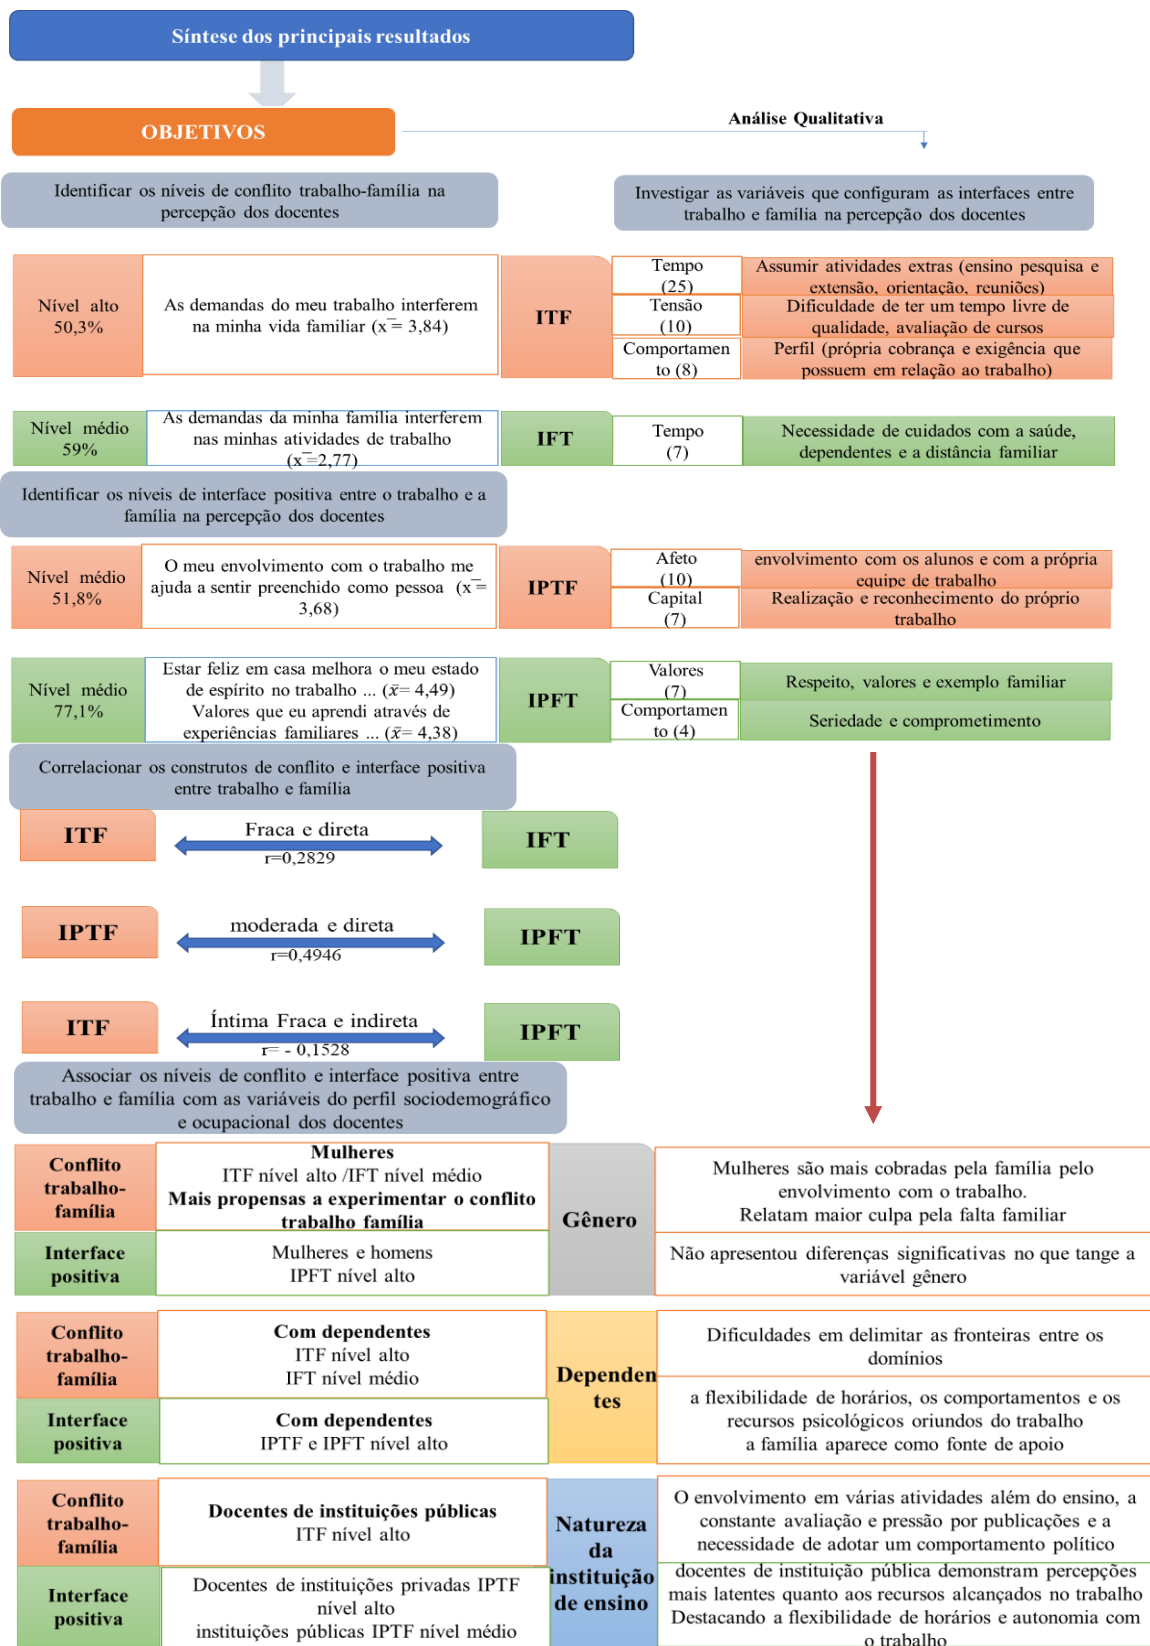 Síntese dos principais resultados
OBJETIVOS
Análise Qualitativa
Identificar os níveis de conflito trabalho-família na
percepção dos docentes
Investigar as variáveis que configuram as interfaces entre
trabalho e família na percepção dos docentes
Nível alto
50,3%
As demandas do meu trabalho interferem
na minha vida familiar (x̅ = 3,84)
ITF
Tempo
(25)
Assumir atividades extras (ensino pesquisa e
extensão, orientação, reuniões)
Tensão
(10)
Dificuldade de ter um tempo livre de
qualidade, avaliação de cursos
Comportamen
to (8)
Perfil (própria cobrança e exigência que
possuem em relação ao trabalho)
Nível médio
59%
As demandas da minha família interferem
nas minhas atividades de trabalho
(x̅ =2,77)
IFT
Tempo
(7)
Necessidade de cuidados com a saúde,
dependentes e a distância familiar
Identificar os níveis de interface positiva entre o trabalho e a
família na percepção dos docentes
Nível médio
51,8%
O meu envolvimento com o trabalho me
ajuda a sentir preenchido como pessoa (x̅ =
3,68)
IPTF
Afeto
(10)
envolvimento com os alunos e com a própria
equipe de trabalho
Capital
(7)
Realização e reconhecimento do próprio
trabalho
Nível médio
77,1%
Estar feliz em casa melhora o meu estado
de espírito no trabalho ... (x̅= 4,49)
Valores que eu aprendi através de
experiências familiares ... (x̅= 4,38)
IPFT
Valores
(7)
Respeito, valores e exemplo familiar
Comportamen
to (4)
Seriedade e comprometimento
Correlacionar os construtos de conflito e interface positiva
entre trabalho e família
ITF
Fraca e direta
r=0,2829
IFT
IPTF
moderada e direta
r=0,4946
IPFT
ITF
Íntima Fraca e indireta
r= - 0,1528
IPFT
Associar os níveis de conflito e interface positiva entre
trabalho e família com as variáveis do perfil sociodemográfico
e ocupacional dos docentes
Conflito
trabalho-
família
Mulheres
ITF nível alto /IFT nível médio
Mais propensas a experimentar o conflito
trabalho família
Gênero
Mulheres são mais cobradas pela família pelo
envolvimento com o trabalho.
Relatam maior culpa pela falta familiar
Interface
positiva
Mulheres e homens
IPFT nível alto
Não apresentou diferenças significativas no que tange a
variável gênero
Conflito
trabalho-
família
Com dependentes
ITF nível alto
IFT nível médio
Dependen
tes
Dificuldades em delimitar as fronteiras entre os
domínios
Interface
positiva
Com dependentes
IPTF e IPFT nível alto
a flexibilidade de horários, os comportamentos e os
recursos psicológicos oriundos do trabalho
a família aparece como fonte de apoio
Conflito
trabalho-
família
Docentes de instituições públicas
ITF nível alto
Natureza
da
instituição
de ensino
O envolvimento em várias atividades além do ensino, a
constante avaliação e pressão por publicações e a
necessidade de adotar um comportamento político
Interface
positiva
Docentes de instituições privadas IPTF
nível alto
instituições públicas IPTF nível médio
docentes de instituição pública demonstram percepções
mais latentes quanto aos recursos alcançados no trabalho
Destacando a flexibilidade de horários e autonomia com
o trabalho